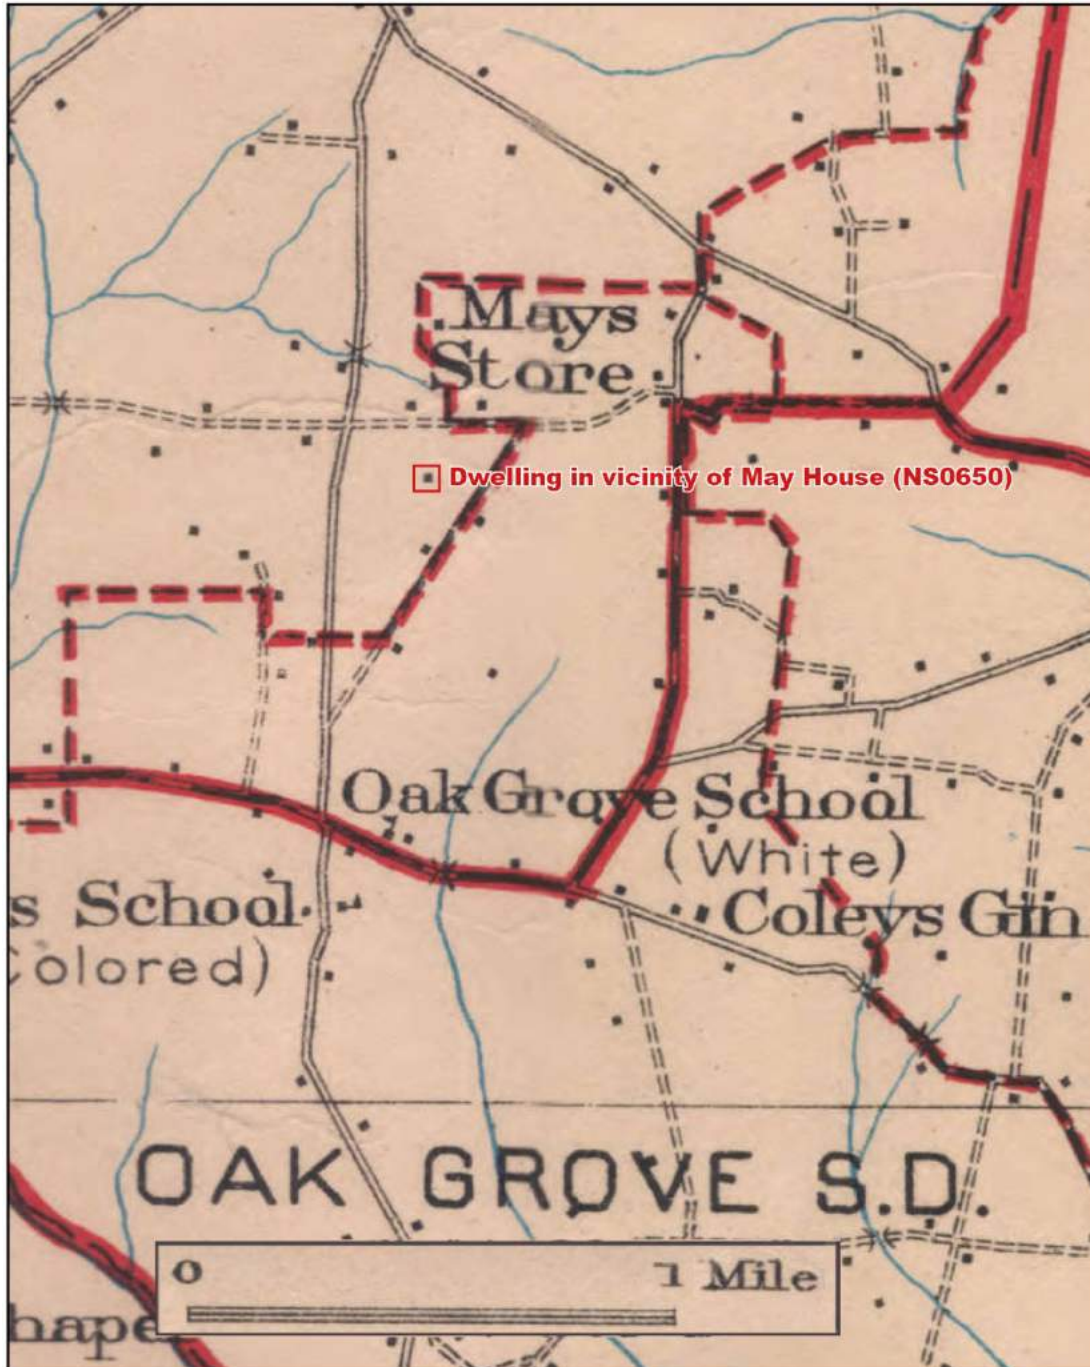 Mays
Store
Dwelling in vicinity of May House (NS0650)
Oak Grove School
(White)
s School
Colored)
Coleys Gin
OAK GROVE S.D.
0 1 Mile
hapel